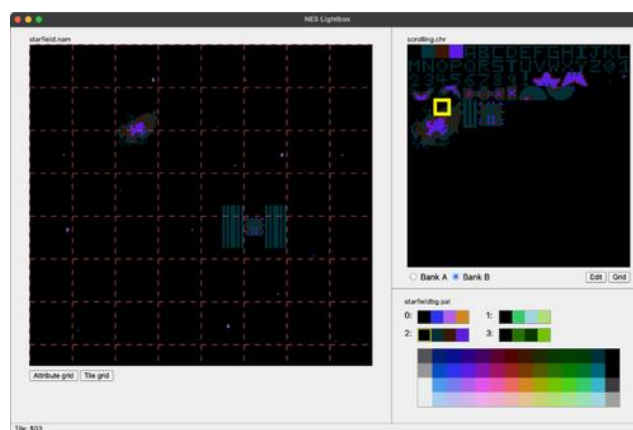 NES Lightbox
starfield.nam
scrolling.chr
ABCDEFGHIJKL
MNOPQRSTUVWXYZ01
23456789
Bank A
Bank B
Edit
Grid
starfieldbg.pal
0:
1:
2:
3:
Attribute grid
Tile grid
Tile: $03